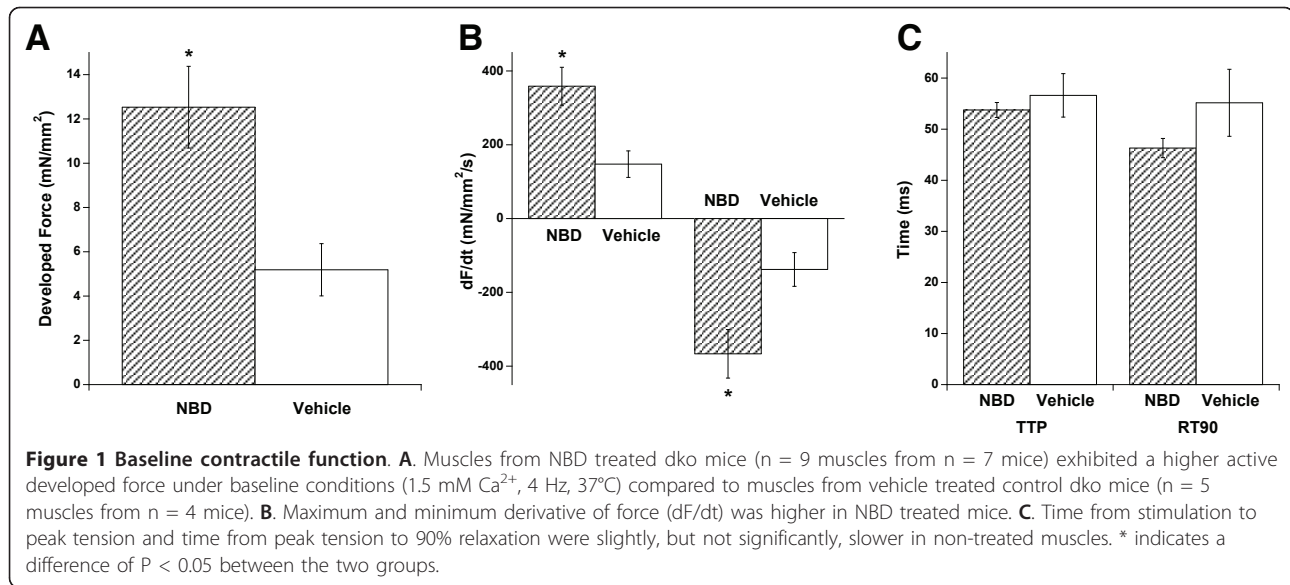 A
B
C
*
14
12
10
8
6
4
2
0
Developed Force (mN/mm²)
NBD
Vehicle
*
400
200
0
-200
-400
dF/dt (mN/mm²/s)
NBD Vehicle
NBD Vehicle
*
60
50
40
30
20
10
0
Time (ms)
NBD Vehicle NBD Vehicle
TTP RT90
Figure 1 Baseline contractile function. A. Muscles from NBD treated dko mice (n = 9 muscles from n = 7 mice) exhibited a higher active
developed force under baseline conditions (1.5 mM Ca²⁺, 4 Hz, 37°C) compared to muscles from vehicle treated control dko mice (n = 5
muscles from n = 4 mice). B. Maximum and minimum derivative of force (dF/dt) was higher in NBD treated mice. C. Time from stimulation to
peak tension and time from peak tension to 90% relaxation were slightly, but not significantly, slower in non-treated muscles. * indicates a
difference of P < 0.05 between the two groups.